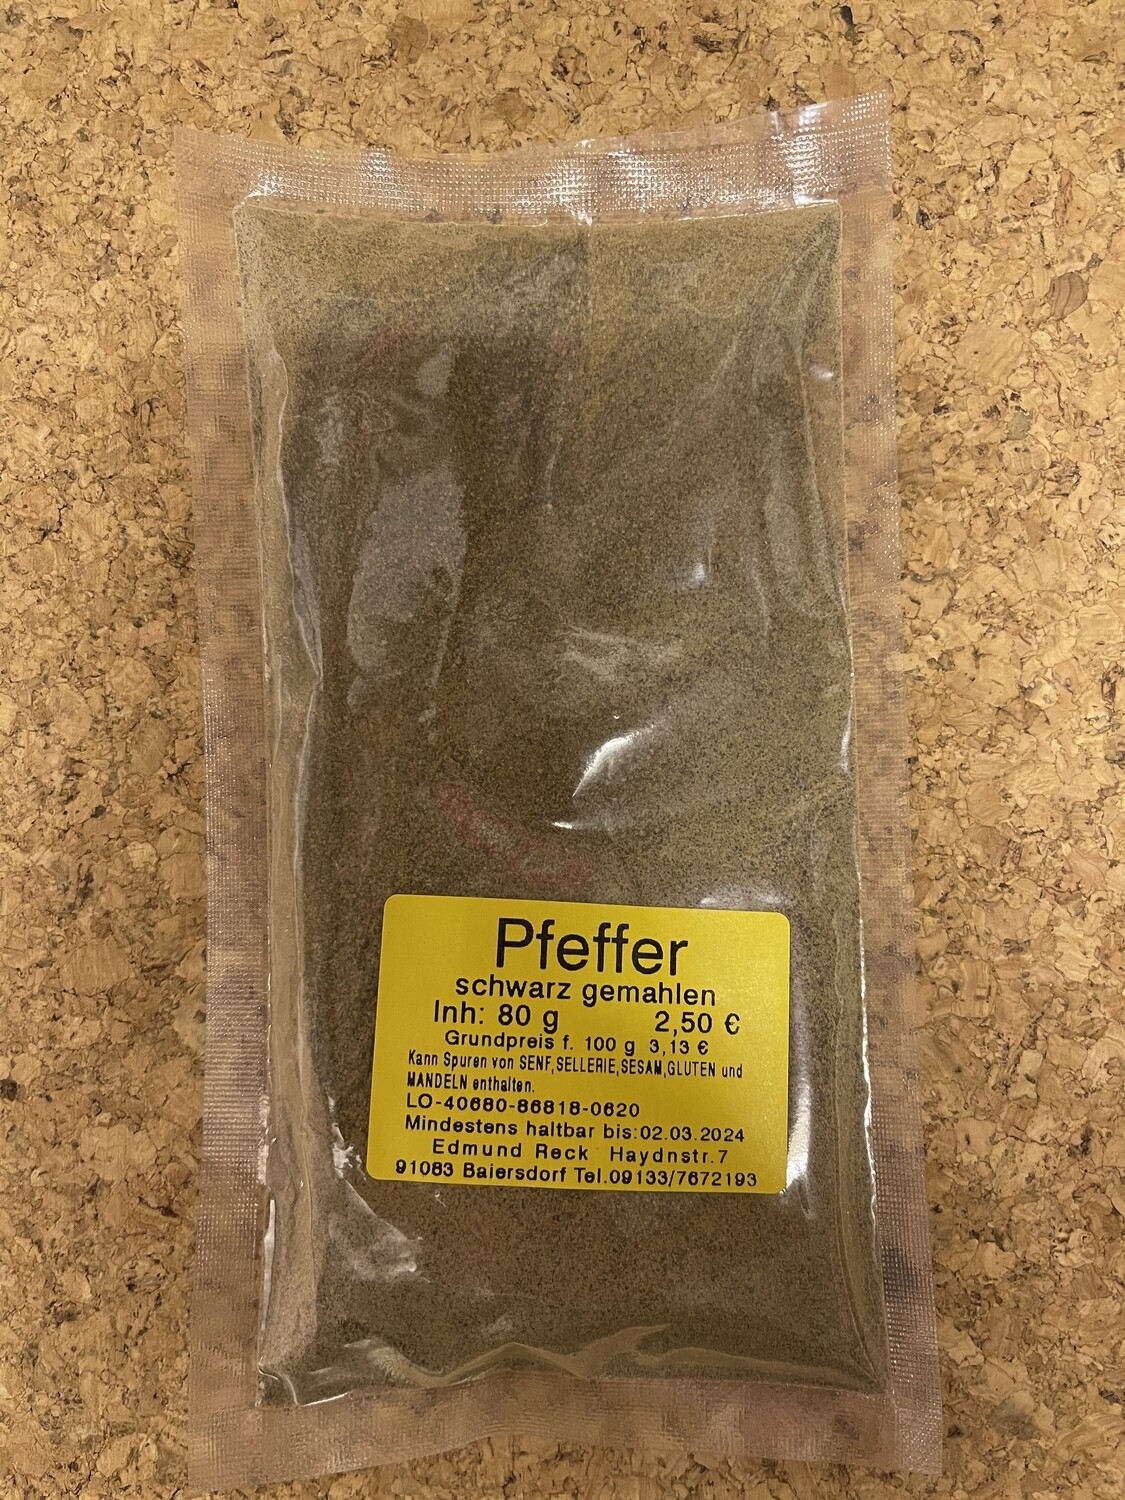 Pfeffer
schwarz gemahlen
Inh: 80 g 2,50 €
Grundpreis f. 100 g 3,13 €
Kann Spuren von SENF,SELLERIE,SESAM,GLUTEN und
MANDELN enthalten.
LO-40680-86818-0620
Mindestens haltbar bis:02.03.2024
Edmund Reck Haydnstr.7
91083 Baiersdorf Tel.09133/7672193